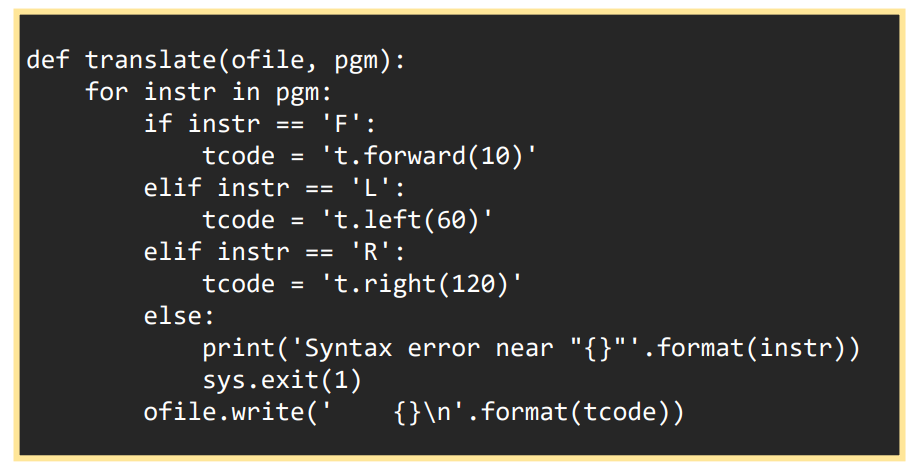 def translate(ofile, pgm):
    for instr in pgm:
        if instr == 'F':
            tcode = 't.forward(10)'
        elif instr == 'L':
            tcode = 't.left(60)'
        elif instr == 'R':
            tcode = 't.right(120)'
        else:
            print('Syntax error near "{}"'.format(instr))
            sys.exit(1)
        ofile.write('    {}\n'.format(tcode))